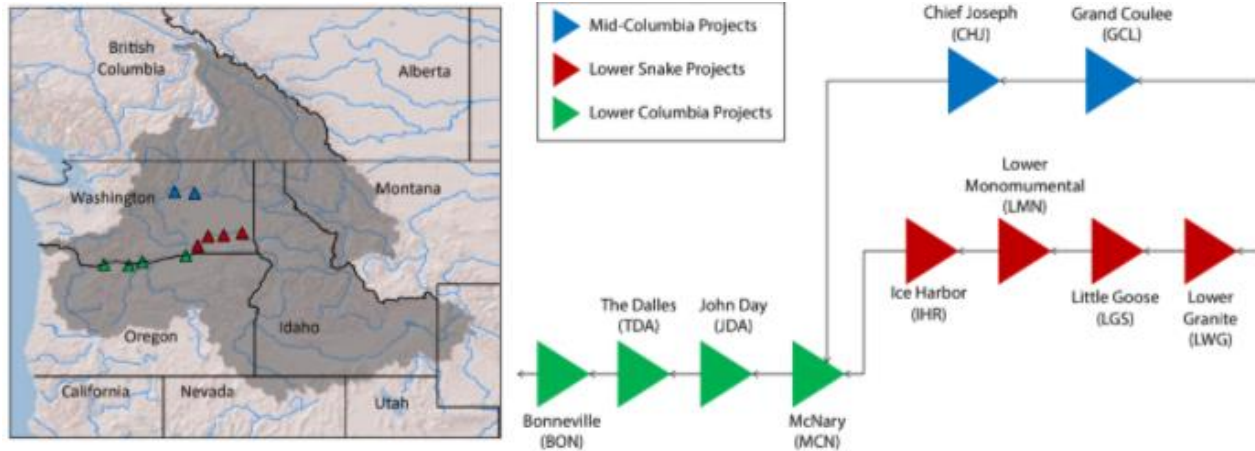 British
Columbia
Alberta
Washington
Montana
Oregon
Idaho
California
Nevada
Utah
Mid-Columbia Projects
Lower Snake Projects
Lower Columbia Projects
Chief Joseph
(CHJ)
Grand Coulee
(GCL)
Lower
Monomumental
(LMN)
Ice Harbor
(IHR)
Little Goose
(LGS)
Lower
Granite
(LWG)
The Dalles
(TDA)
John Day
(JDA)
Bonneville
(BON)
McNary
(MCN)